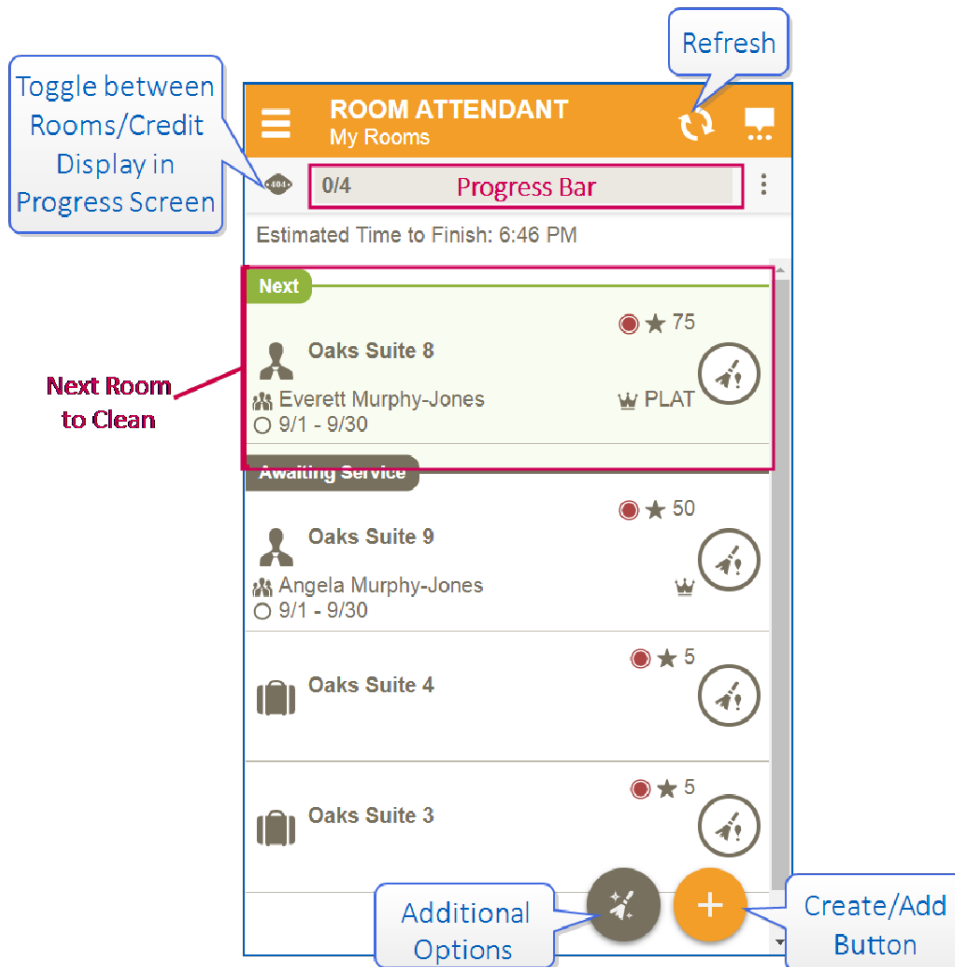 Refresh
Toggle between
Rooms/Credit
Display in
Progress Screen
ROOM ATTENDANT
My Rooms
404
0/4 Progress Bar
Estimated Time to Finish: 6:46 PM
Next
75
Oaks Suite 8
Everett Murphy-Jones PLAT
9/1 - 9/30
Next Room
to Clean
Awaiting Service
50
Oaks Suite 9
Angela Murphy-Jones
9/1 - 9/30
5
Oaks Suite 4
5
Oaks Suite 3
Additional
Options
Create/Add
Button